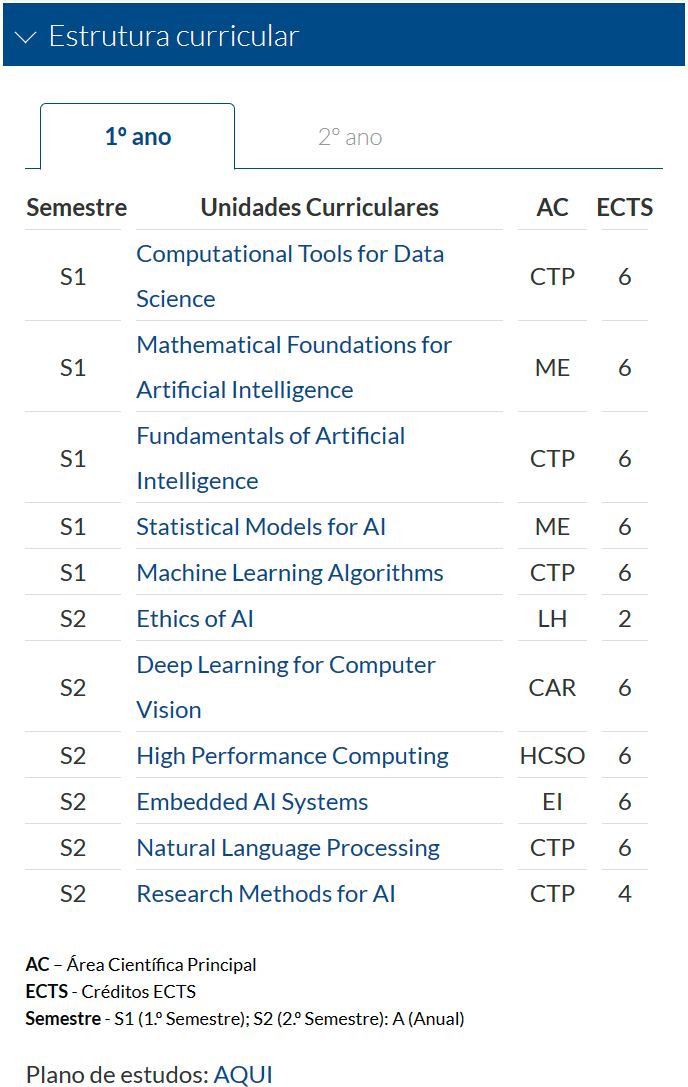 Estrutura curricular
1º ano 2º ano
Semestre Unidades Curriculares AC ECTS
S1 Computational Tools for Data
Science CTP 6
S1 Mathematical Foundations for
Artificial Intelligence ME 6
S1 Fundamentals of Artificial
Intelligence CTP 6
S1 Statistical Models for AI ME 6
S1 Machine Learning Algorithms CTP 6
S2 Ethics of AI LH 2
S2 Deep Learning for Computer
Vision CAR 6
S2 High Performance Computing HCSO 6
S2 Embedded AI Systems EI 6
S2 Natural Language Processing CTP 6
S2 Research Methods for AI CTP 4
AC – Área Científica Principal
ECTS - Créditos ECTS
Semestre - S1 (1.º Semestre); S2 (2.º Semestre): A (Anual)
Plano de estudos: AQUI